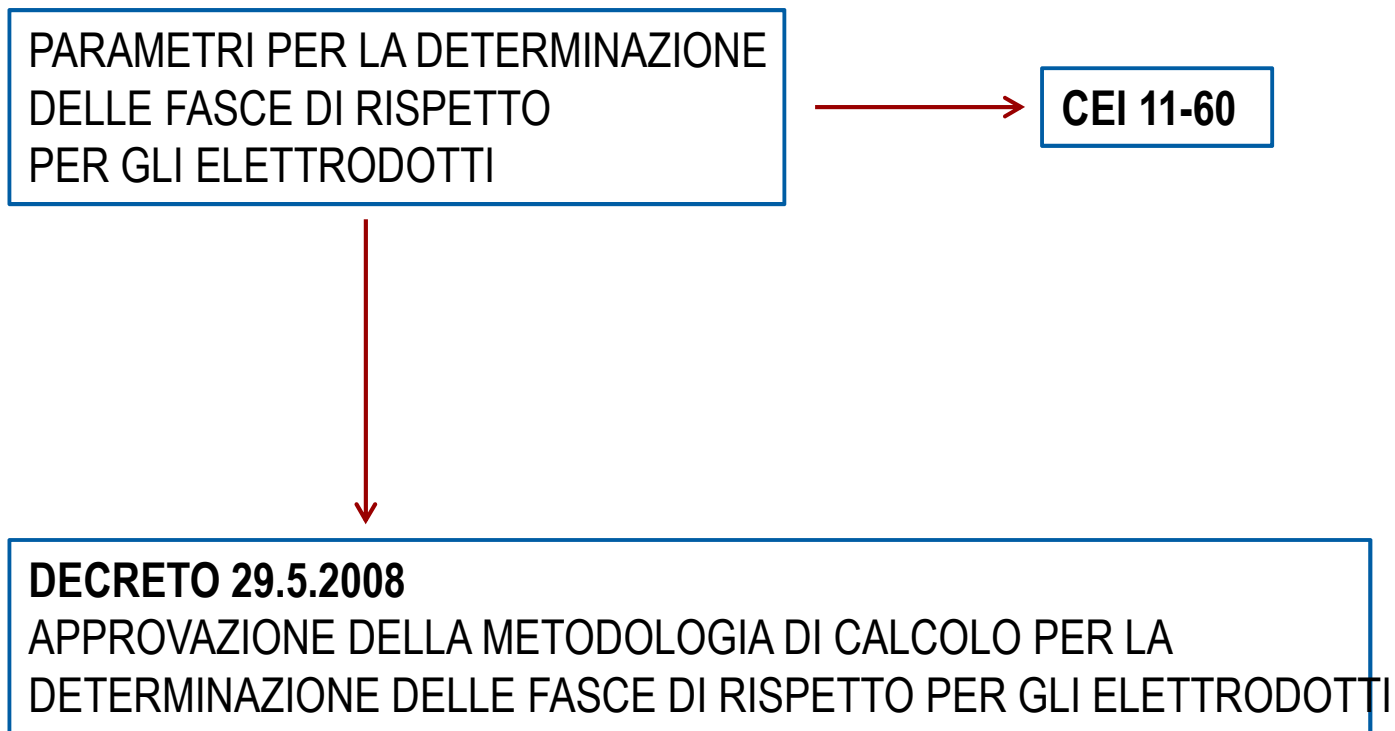 PARAMETRI PER LA DETERMINAZIONE
DELLE FASCE DI RISPETTO
PER GLI ELETTRODOTTI
CEI 11-60
DECRETO 29.5.2008
APPROVAZIONE DELLA METODOLOGIA DI CALCOLO PER LA
DETERMINAZIONE DELLE FASCE DI RISPETTO PER GLI ELETTRODOTTI